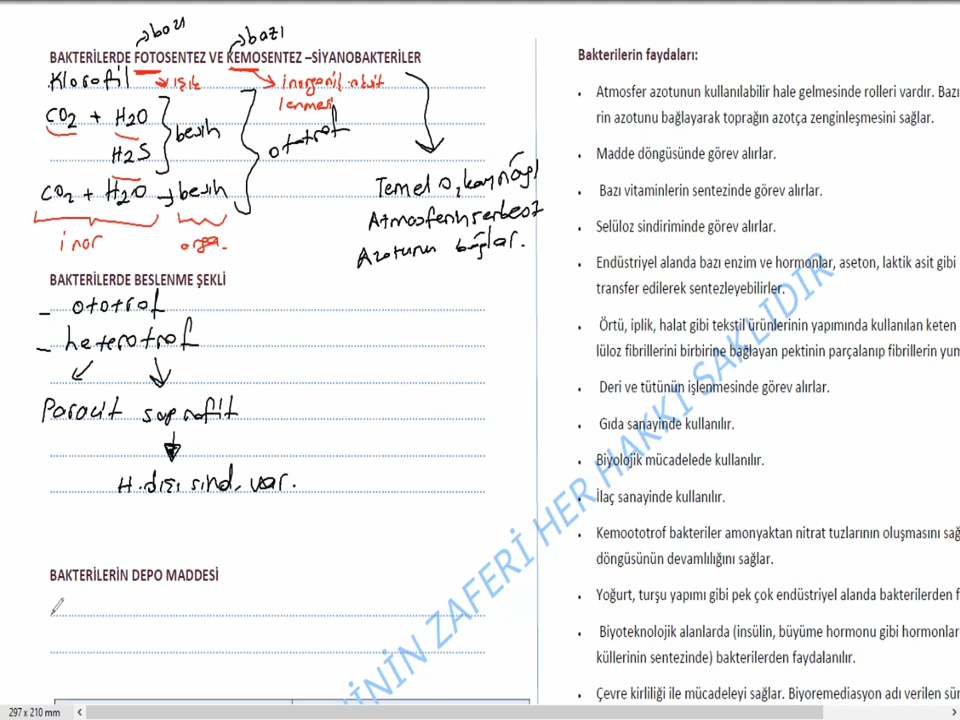 bazı
bazı
BAKTERİLERDE FOTOSENTEZ VE KEMOSENTEZ –SİYANOBAKTERİLER
Klorofil ışık inorganik oksit
lenmesi
CO2 + H2O
besin
ototrof
H2S
CO2 + H2O → besin
inor orga.
Temel O2 kaynağı
Atmosferin serbest
Azotunu bağlar.
BAKTERİLERDE BESLENME ŞEKLİ
- ototrof
- heterotrof
Parazit saprofit
H. dışı sind. var.
BAKTERİLERİN DEPO MADDESİ
Bakterilerin faydaları:
• Atmosfer azotunun kullanılabilir hale gelmesinde rolleri vardır. Bazı
rin azotunu bağlayarak toprağın azotça zenginleşmesini sağlar.
• Madde döngüsünde görev alırlar.
• Bazı vitaminlerin sentezinde görev alırlar.
• Selüloz sindiriminde görev alırlar.
• Endüstriyel alanda bazı enzim ve hormonlar, aseton, laktik asit gibi
transfer edilerek sentezleyebilirler.
• Örtü, iplik, halat gibi tekstil ürünlerinin yapımında kullanılan keten
lüloz fibrillerini birbirine bağlayan pektinin parçalanıp fibrillerin yum
• Deri ve tütünün işlenmesinde görev alırlar.
• Gıda sanayinde kullanılır.
• Biyolojik mücadelede kullanılır.
• İlaç sanayinde kullanılır.
• Kemoototrof bakteriler amonyaktan nitrat tuzlarının oluşmasını sağ
döngüsünün devamlılığını sağlar.
• Yoğurt, turşu yapımı gibi pek çok endüstriyel alanda bakterilerden f
• Biyoteknolojik alanlarda (insülin, büyüme hormonu gibi hormonlar
küllerinin sentezinde) bakterilerden faydalanılır.
• Çevre kirliliği ile mücadeleyi sağlar. Biyoremediasyon adı verilen sür
İNİN ZAFERİ HER HAKKI SAKLIDIR
297 x 210 mm